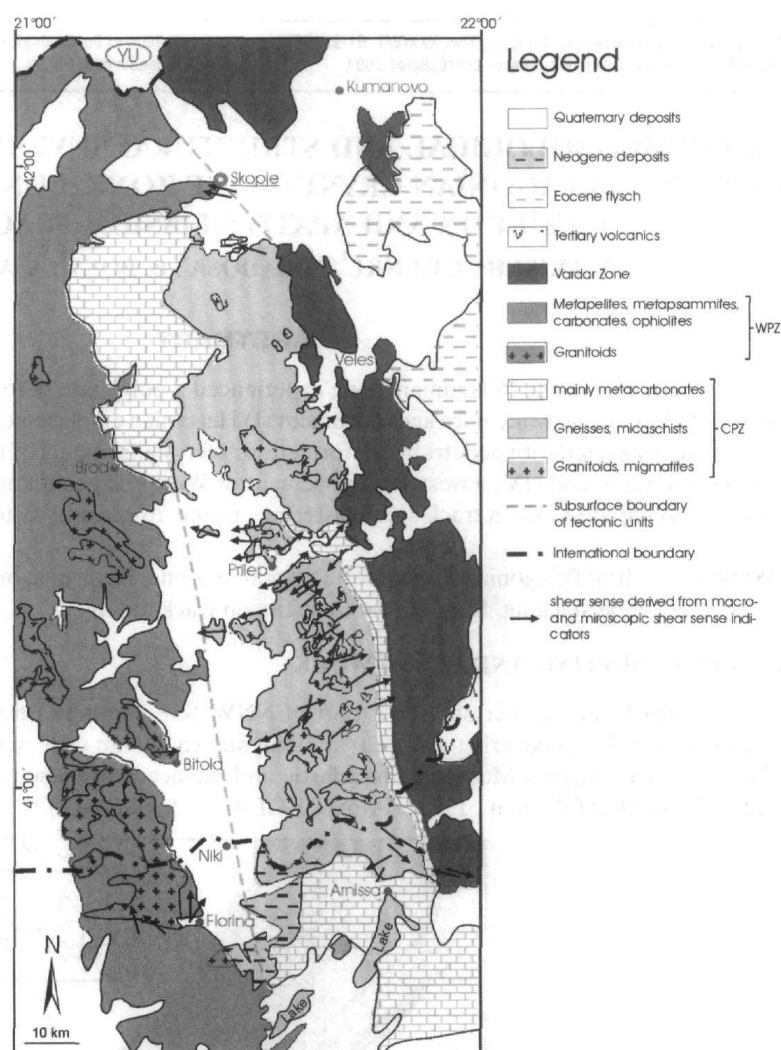 21°00´
22°00´
YU
Kumanovo
42°00´
Skopje
Veles
Brod
Prilep
V
Bitola
41°00´
Niki
Arnissa
Florina
Lake
Lake
N
10 km
Legend
Quaternary deposits
Neogene deposits
Eocene flysch
v Tertiary volcanics
Vardar Zone
Metapelites, metapsammites,
carbonates, ophiolites
WPZ
Granitoids
mainly metacarbonates
Gneisses, micaschists
CPZ
Granitoids, migmatites
subsurface boundary
of tectonic units
International boundary
shear sense derived from macro-
and miroscopic shear sense indi-
cators